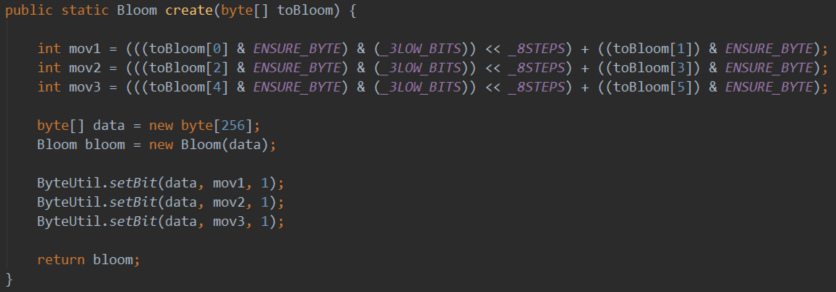 public static Bloom create(byte[] toBloom) {
int mov1 = (((toBloom[0] & ENSURE_BYTE) & (_3LOW_BITS)) << _8STEPS) + ((toBloom[1]) & ENSURE_BYTE);
int mov2 = (((toBloom[2] & ENSURE_BYTE) & (_3LOW_BITS)) << _8STEPS) + ((toBloom[3]) & ENSURE_BYTE);
int mov3 = (((toBloom[4] & ENSURE_BYTE) & (_3LOW_BITS)) << _8STEPS) + ((toBloom[5]) & ENSURE_BYTE);
byte[] data = new byte[256];
Bloom bloom = new Bloom(data);
ByteUtil.setBit(data, mov1, 1);
ByteUtil.setBit(data, mov2, 1);
ByteUtil.setBit(data, mov3, 1);
return bloom;
}